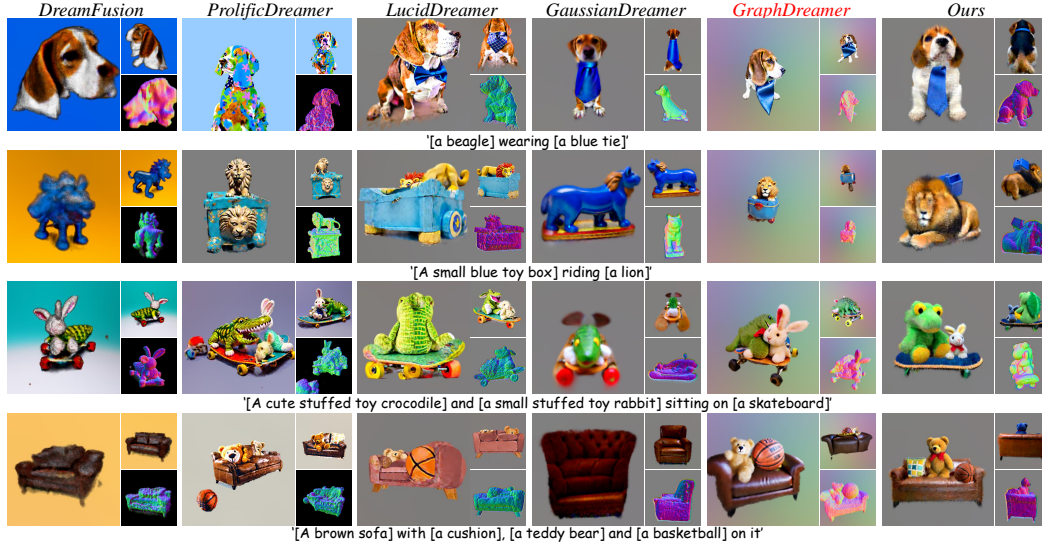 DreamFusion ProlificDreamer LucidDreamer GaussianDreamer GraphDreamer Ours
'[a beagle] wearing [a blue tie]'
'[A small blue toy box] riding [a lion]'
'[A cute stuffed toy crocodile] and [a small stuffed toy rabbit] sitting on [a skateboard]'
'[A brown sofa] with [a cushion], [a teddy bear] and [a basketball] on it'